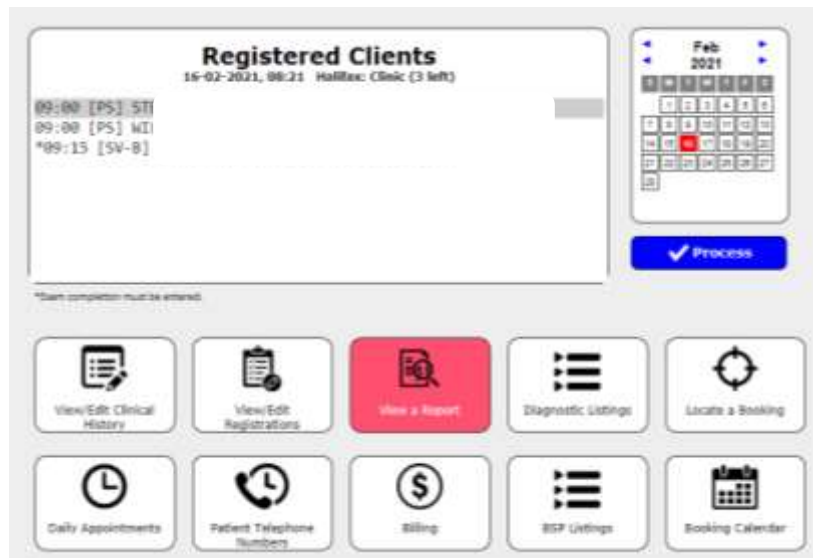 Registered Clients
16-02-2021, 08:21 Halifax: Clinic (3 left)
09:00 [PS] STE
09:00 [PS] WI
*09:15 [SV-B]
*Exam completion must be entered.
Feb
2021
S M T W T F S
1 2 3 4 5 6
7 8 9 10 11 12 13
14 15 16 17 18 19 20
21 22 23 24 25 26 27
28
Process
View/Edit Clinical
History
View/Edit
Registrations
View a Report
Diagnostic Listings
Locate a Booking
Daily Appointments
Patient Telephone
Numbers
Billing
BSP Listings
Booking Calendar